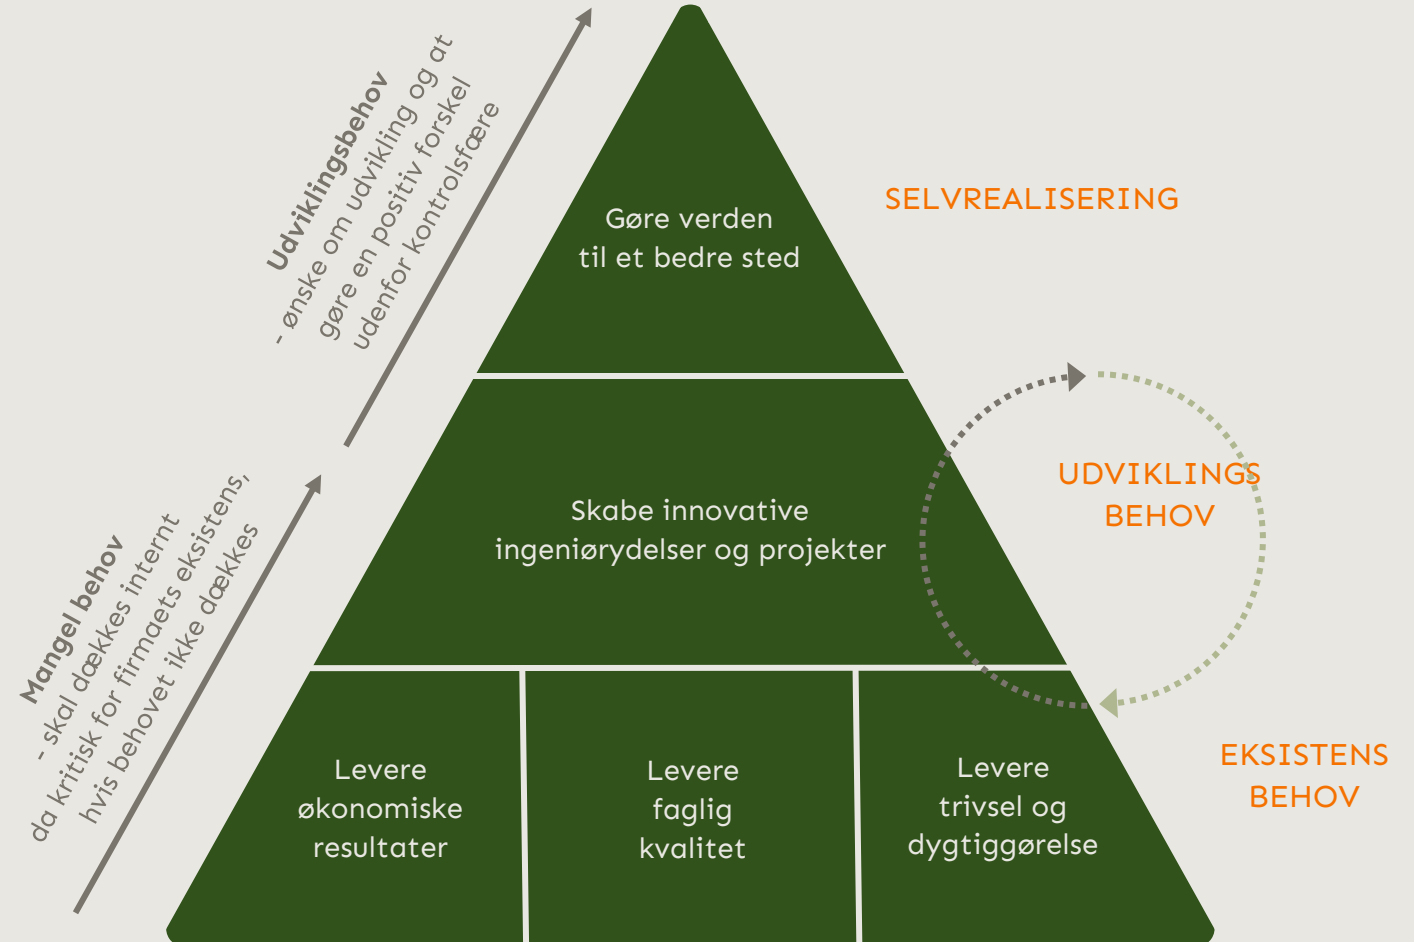 Udviklingsbehov
- ønske om udvikling og at
gøre en positiv forskel
udenfor kontrolsfære
Gøre verden
til et bedre sted
SELVREALISERING
Mangel behov
- skal dækkes internt
da kritisk for firmaets eksistens,
hvis behovet ikke dækkes
Skabe innovative
ingeniørydelser og projekter
UDVIKLINGS
BEHOV
Levere
økonomiske
resultater
Levere
faglig
kvalitet
Levere
trivsel og
dygtiggørelse
EKSISTENS
BEHOV